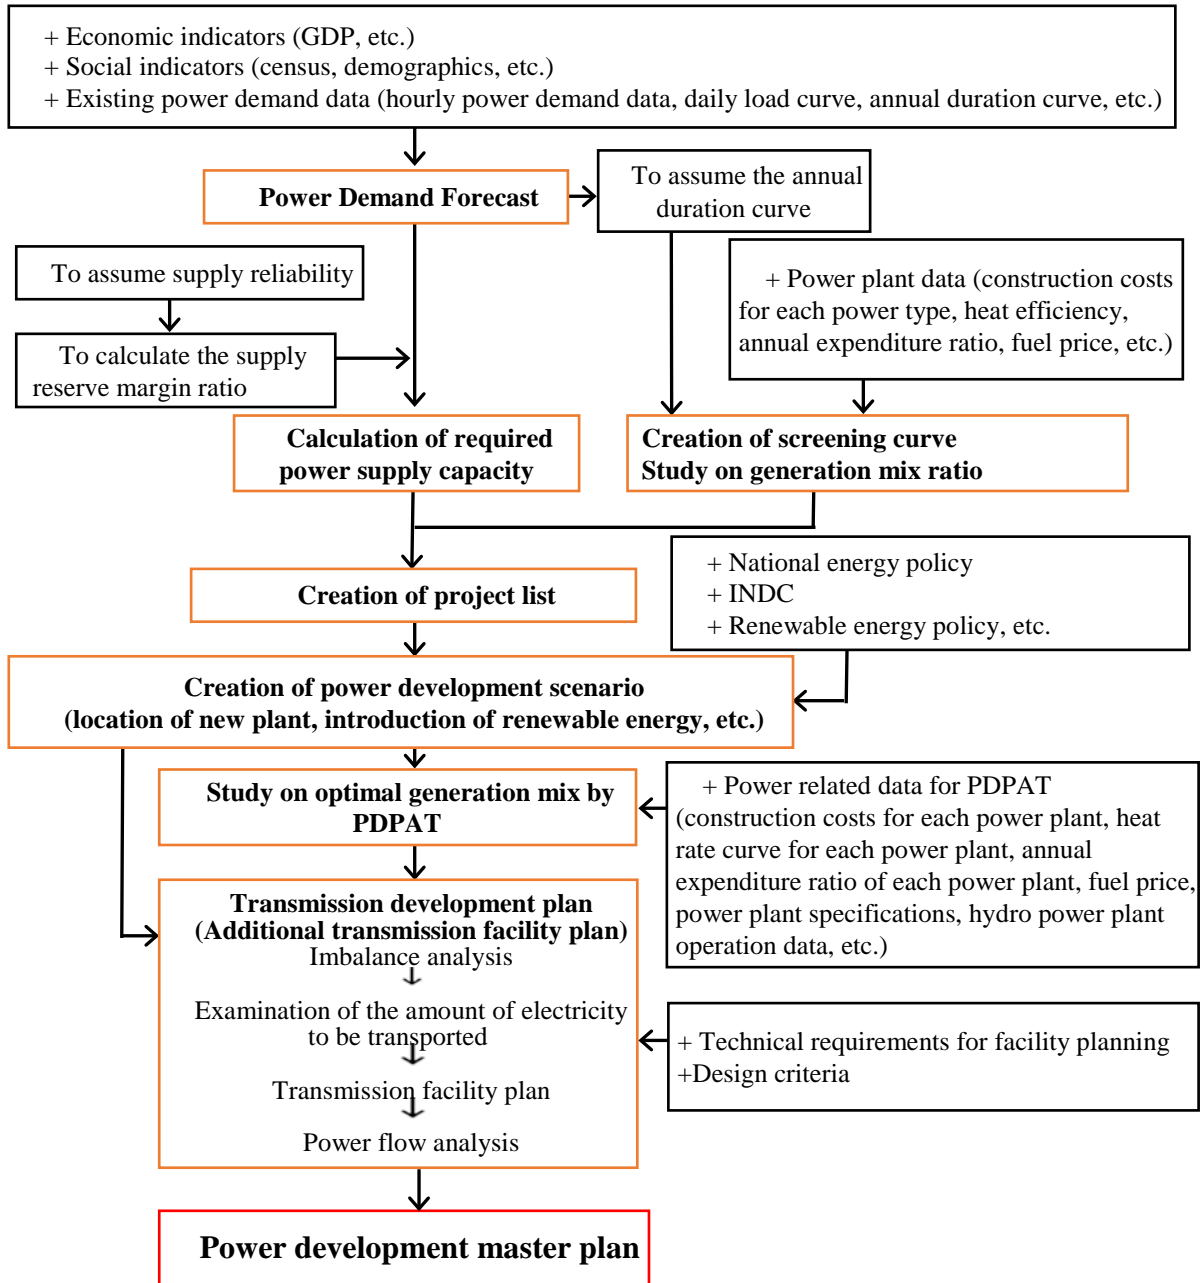 + Economic indicators (GDP, etc.)
+ Social indicators (census, demographics, etc.)
+ Existing power demand data (hourly power demand data, daily load curve, annual duration curve, etc.)
Power Demand Forecast
To assume the annual
duration curve
To assume supply reliability
To calculate the supply
reserve margin ratio
+ Power plant data (construction costs
for each power type, heat efficiency,
annual expenditure ratio, fuel price, etc.)
Calculation of required
power supply capacity
Creation of screening curve
Study on generation mix ratio
+ National energy policy
+ INDC
+ Renewable energy policy, etc.
Creation of project list
Creation of power development scenario
(location of new plant, introduction of renewable energy, etc.)
Study on optimal generation mix by
PDPAT
+ Power related data for PDPAT
(construction costs for each power plant, heat
rate curve for each power plant, annual
expenditure ratio of each power plant, fuel price,
power plant specifications, hydro power plant
operation data, etc.)
Transmission development plan
(Additional transmission facility plan)
Imbalance analysis
Examination of the amount of electricity
to be transported
Transmission facility plan
Power flow analysis
+ Technical requirements for facility planning
+Design criteria
Power development master plan